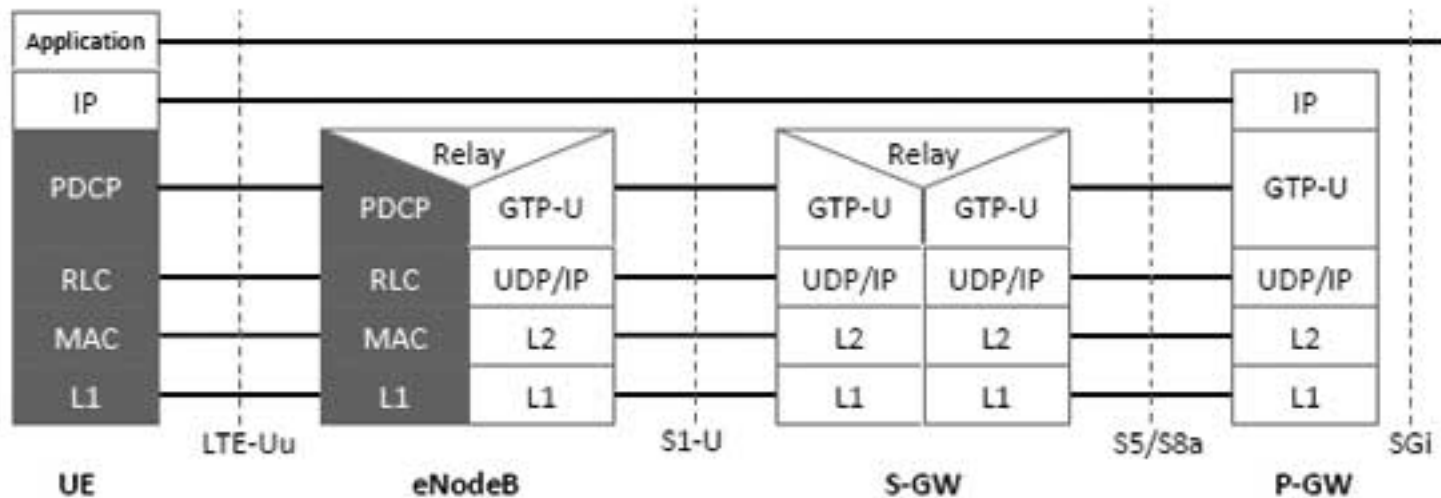 Application
IP IP
Relay Relay
PDCP PDCP GTP-U GTP-U GTP-U GTP-U
RLC RLC UDP/IP UDP/IP UDP/IP UDP/IP
MAC MAC L2 L2 L2 L2
L1 L1 L1 L1 L1 L1
LTE-Uu S1-U S5/S8a SGi
UE eNodeB S-GW P-GW